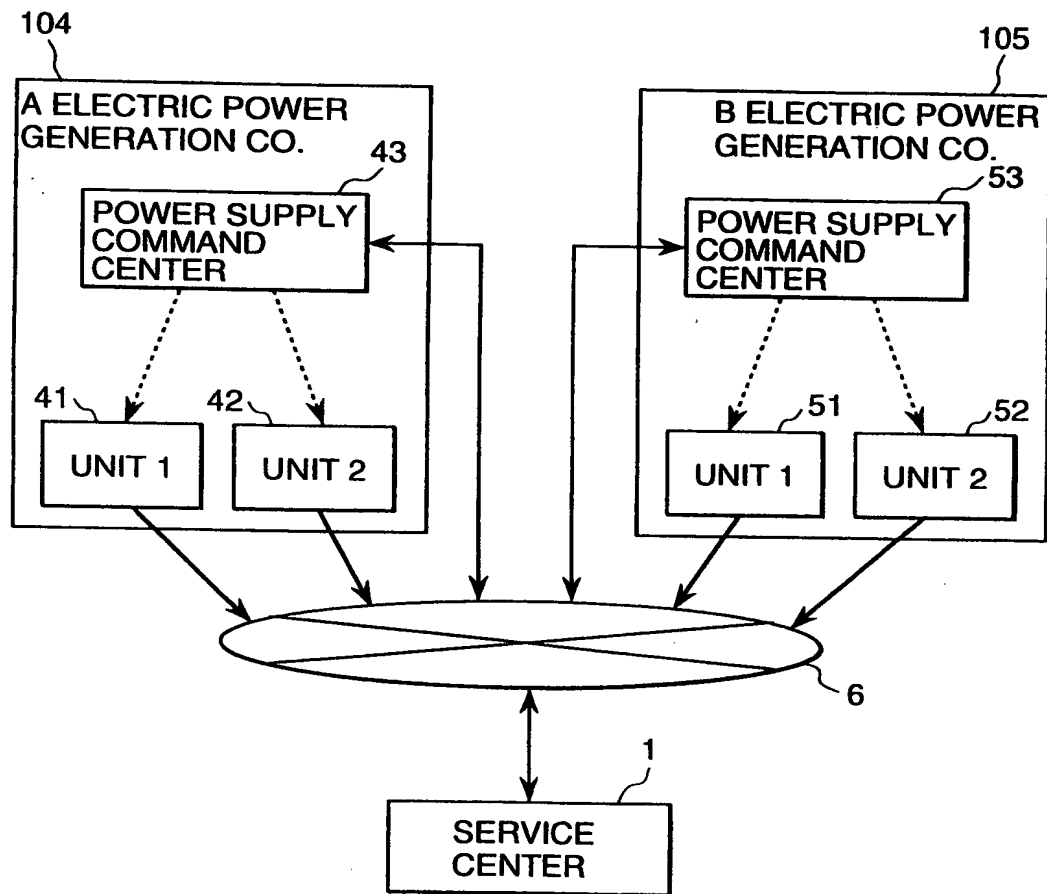 104
105
A ELECTRIC POWER
GENERATION CO.
43
POWER SUPPLY
COMMAND
CENTER
41
UNIT 1
42
UNIT 2
B ELECTRIC POWER
GENERATION CO.
53
POWER SUPPLY
COMMAND
CENTER
51
UNIT 1
52
UNIT 2
6
1
SERVICE
CENTER